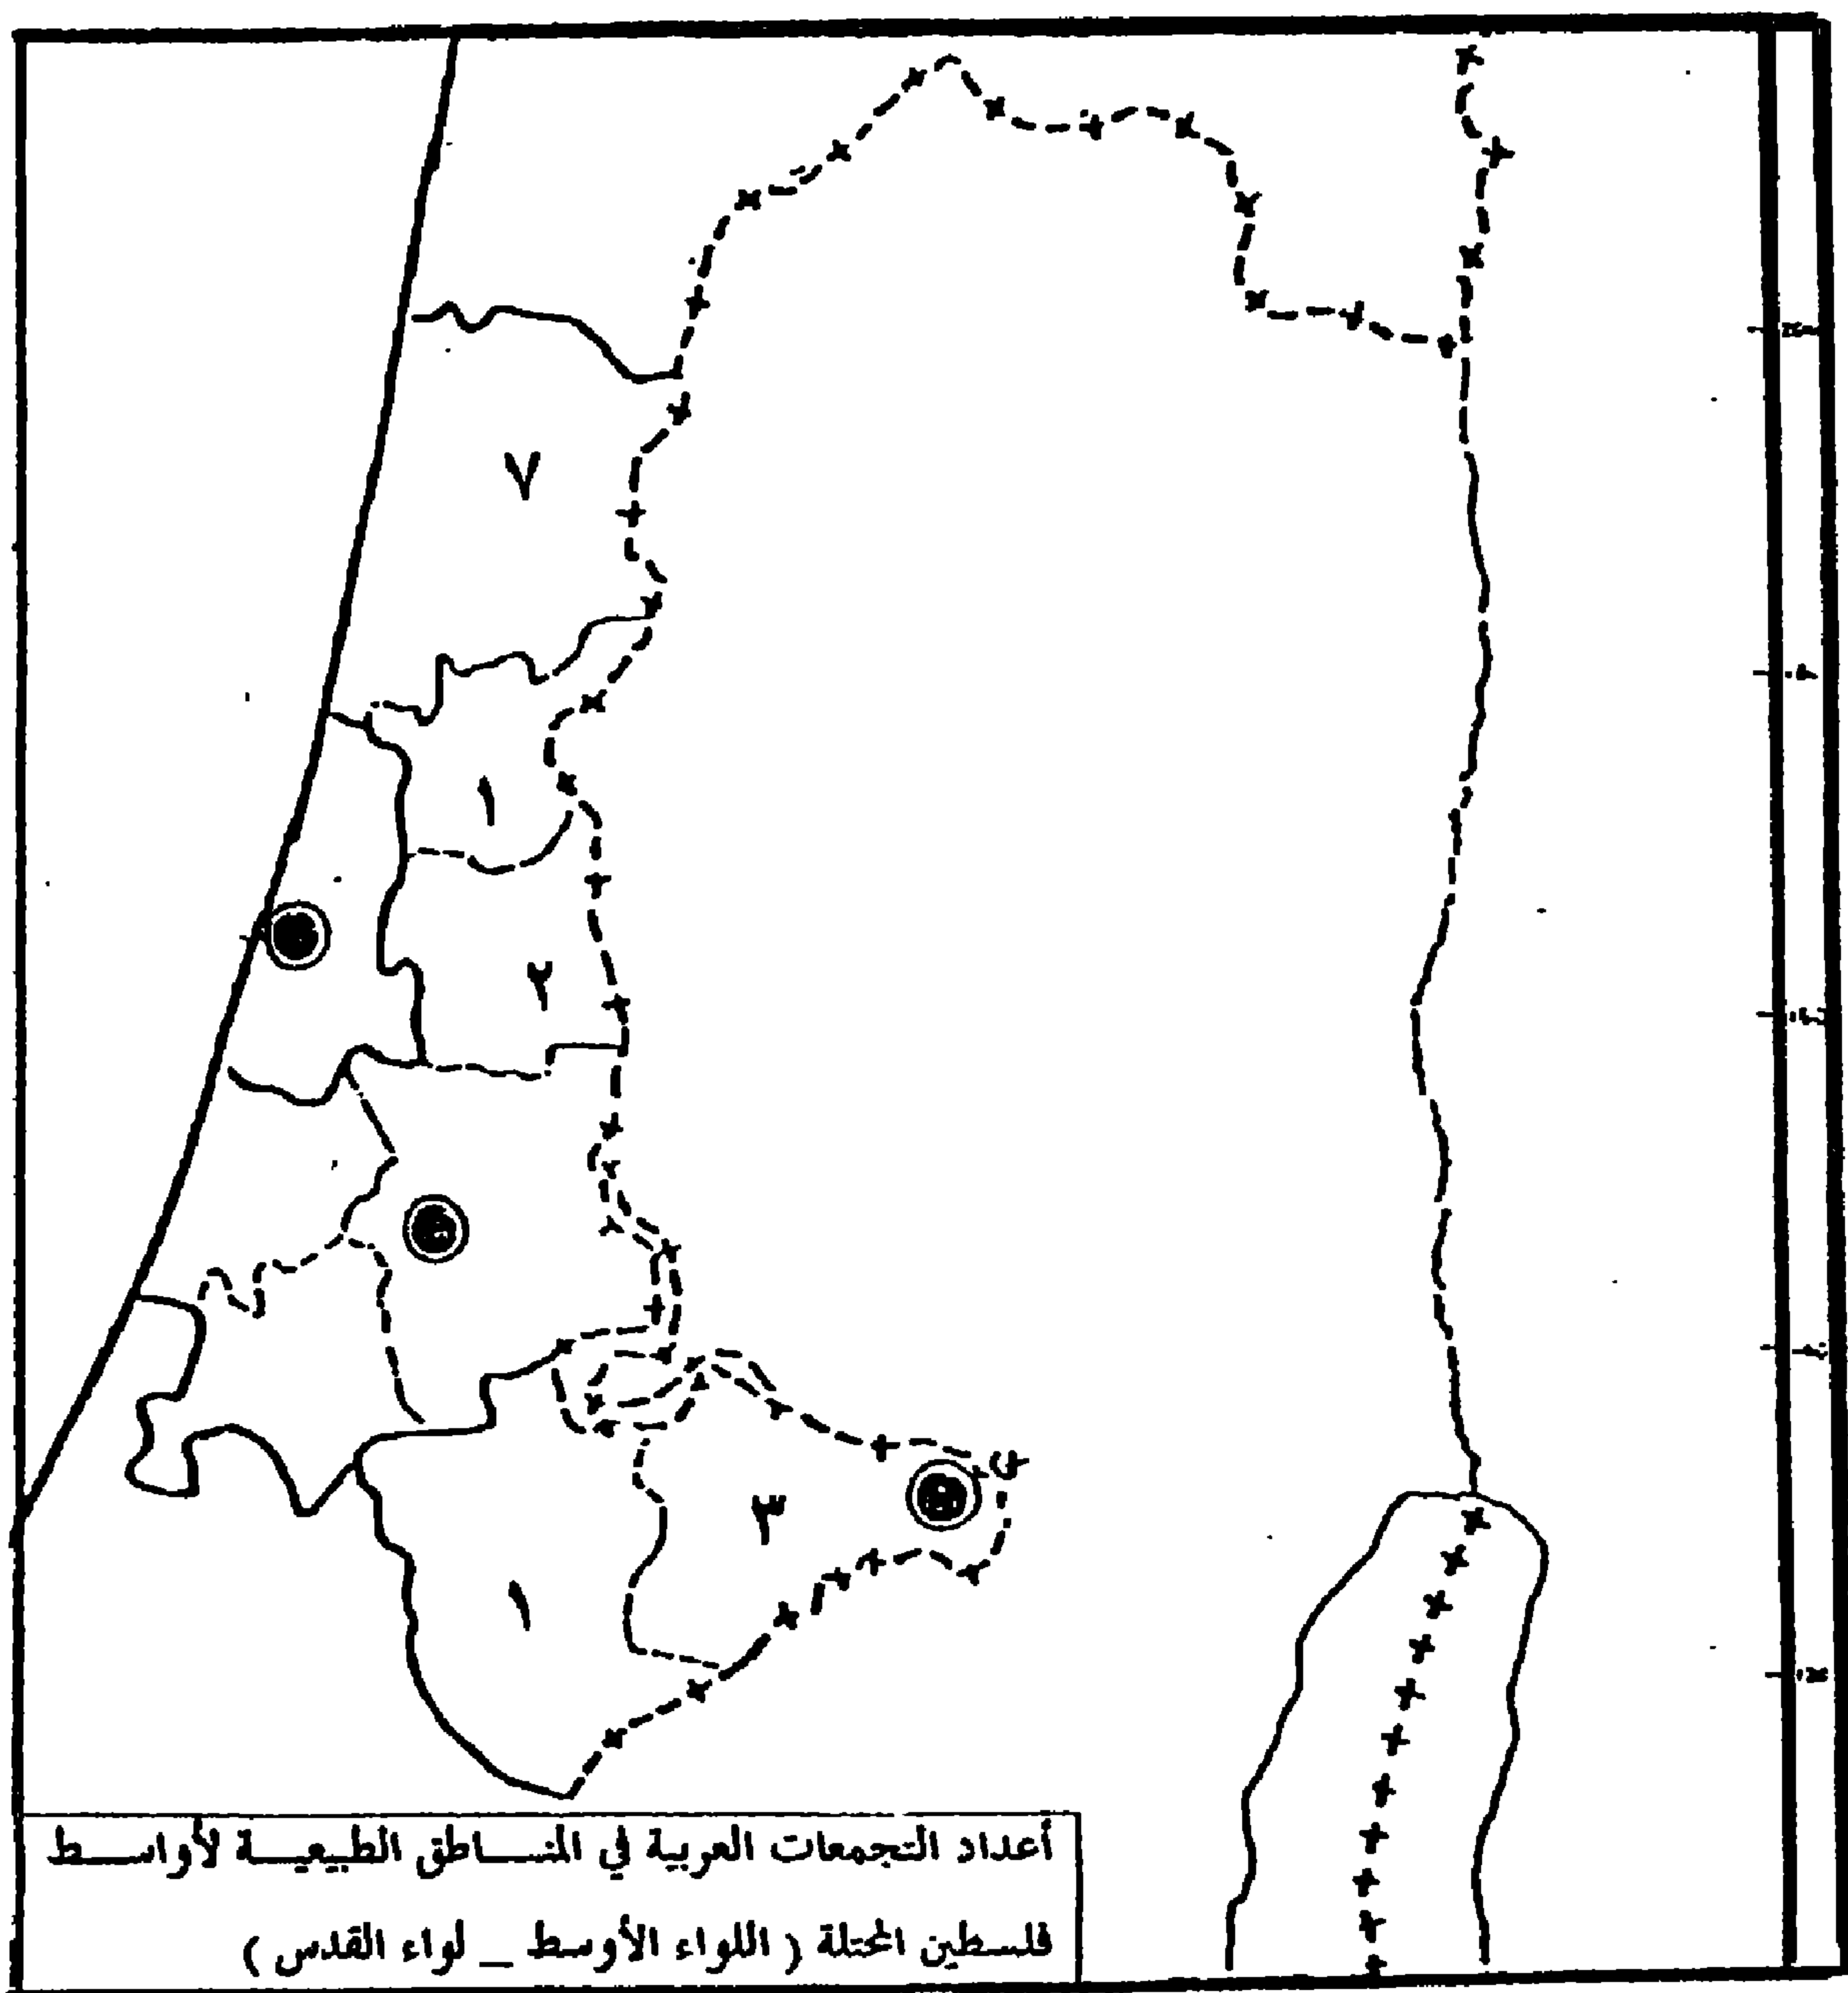 ٧
١
٢
٣
١
أعداد التجمعات العربية في المناطق الطبيعية لأواسط
فلسطين المحتلة ( اللواء الأوسط _ لواء القدس )